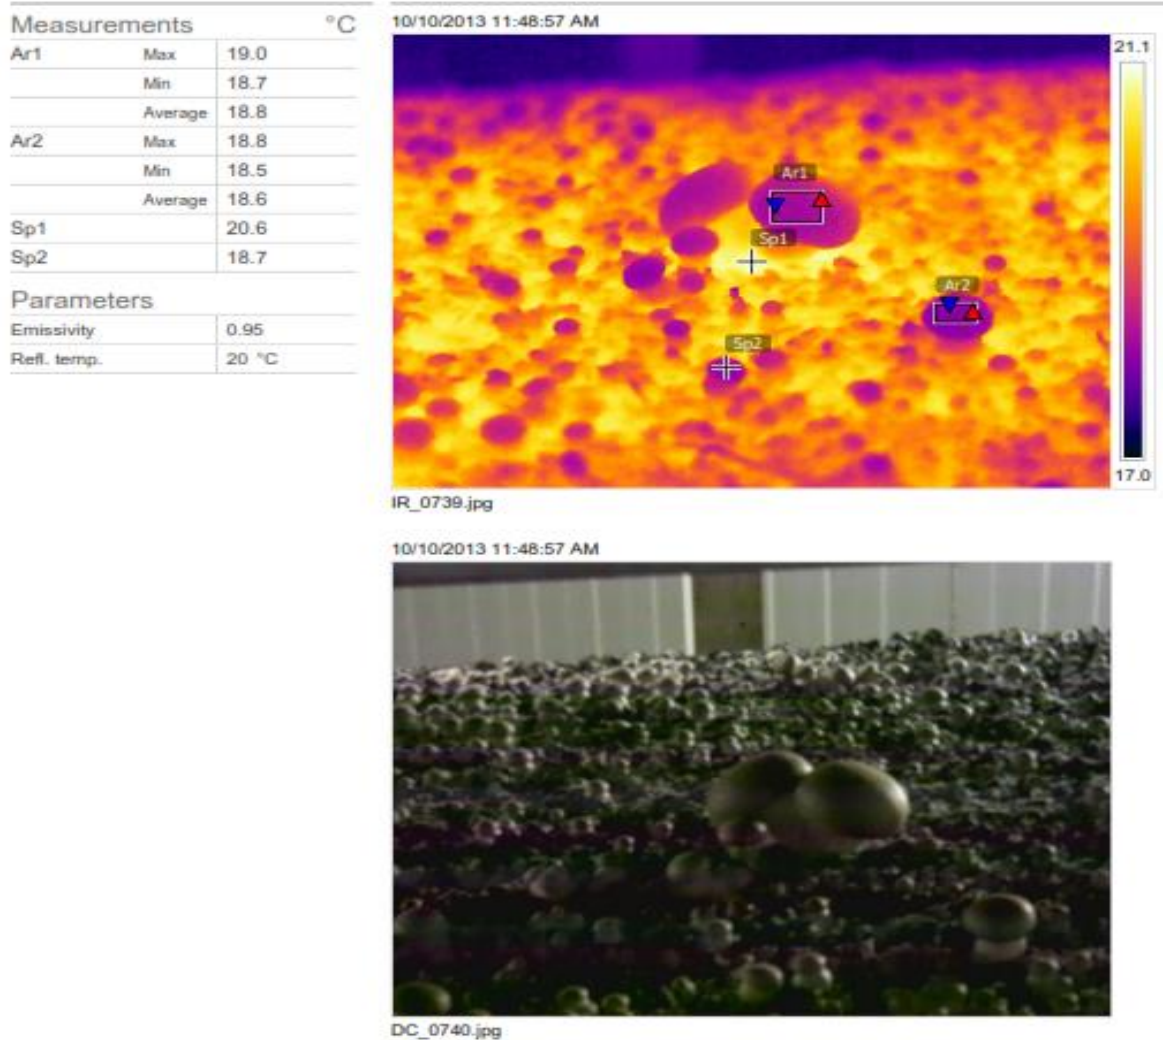 Measurements °C
Ar1 Max 19.0
Min 18.7
Average 18.8
Ar2 Max 18.8
Min 18.5
Average 18.6
Sp1 20.6
Sp2 18.7
Parameters
Emissivity 0.95
Refl. temp. 20 °C
10/10/2013 11:48:57 AM
21.1
Ar1
Sp1
Ar2
Sp2
17.0
IR_0739.jpg
10/10/2013 11:48:57 AM
DC_0740.jpg